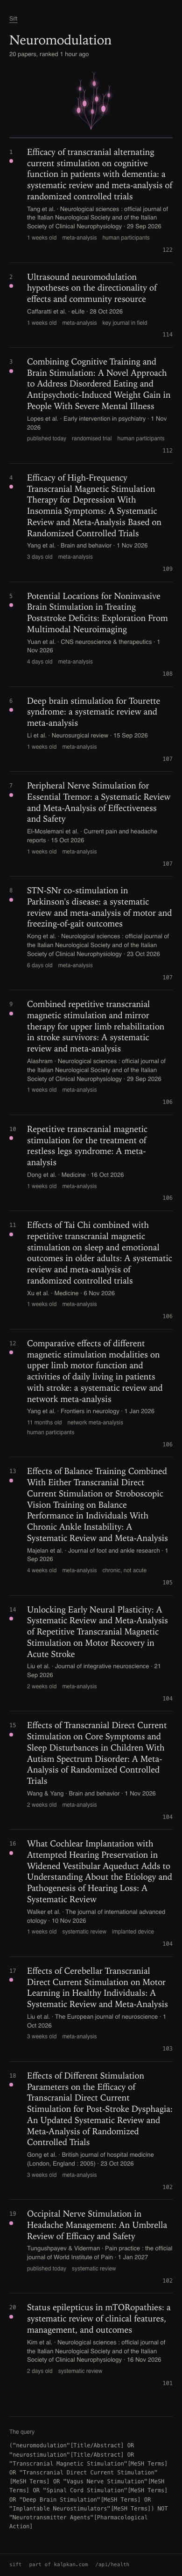 Sift
Neuromodulation
20 papers, ranked 1 hour ago
1
Efficacy of transcranial alternating
current stimulation on cognitive
function in patients with dementia: a
systematic review and meta-analysis of
randomized controlled trials
Tang et al. · Neurological sciences : official journal of
the Italian Neurological Society and of the Italian
Society of Clinical Neurophysiology · 29 Sep 2026
1 weeks old meta-analysis human participants
122
2
Ultrasound neuromodulation
hypotheses on the directionality of
effects and community resource
Caffaratti et al. · eLife · 28 Oct 2026
1 weeks old meta-analysis key journal in field
114
3
Combining Cognitive Training and
Brain Stimulation: A Novel Approach
to Address Disordered Eating and
Antipsychotic-Induced Weight Gain in
People With Severe Mental Illness
Lopes et al. · Early intervention in psychiatry · 1 Nov
2026
published today randomised trial human participants
112
4
Efficacy of High-Frequency
Transcranial Magnetic Stimulation
Therapy for Depression With
Insomnia Symptoms: A Systematic
Review and Meta-Analysis Based on
Randomized Controlled Trials
Yang et al. · Brain and behavior · 1 Nov 2026
3 days old meta-analysis
109
5
Potential Locations for Noninvasive
Brain Stimulation in Treating
Poststroke Deficits: Exploration From
Multimodal Neuroimaging
Yuan et al. · CNS neuroscience & therapeutics · 1
Nov 2026
4 days old meta-analysis
108
6
Deep brain stimulation for Tourette
syndrome: a systematic review and
meta-analysis
Li et al. · Neurosurgical review · 15 Sep 2026
1 weeks old meta-analysis
107
7
Peripheral Nerve Stimulation for
Essential Tremor: a Systematic Review
and Meta-Analysis of Effectiveness
and Safety
El-Moslemani et al. · Current pain and headache
reports · 15 Oct 2026
1 weeks old meta-analysis
107
8
STN-SNr co-stimulation in
Parkinson's disease: a systematic
review and meta-analysis of motor and
freezing-of-gait outcomes
Kong et al. · Neurological sciences : official journal of
the Italian Neurological Society and of the Italian
Society of Clinical Neurophysiology · 23 Oct 2026
6 days old meta-analysis
107
9
Combined repetitive transcranial
magnetic stimulation and mirror
therapy for upper limb rehabilitation
in stroke survivors: A systematic
review and meta-analysis
Alashram · Neurological sciences : official journal of
the Italian Neurological Society and of the Italian
Society of Clinical Neurophysiology · 29 Sep 2026
1 weeks old meta-analysis
106
10
Repetitive transcranial magnetic
stimulation for the treatment of
restless legs syndrome: A meta-
analysis
Dong et al. · Medicine · 16 Oct 2026
1 weeks old meta-analysis
106
11
Effects of Tai Chi combined with
repetitive transcranial magnetic
stimulation on sleep and emotional
outcomes in older adults: A systematic
review and meta-analysis of
randomized controlled trials
Xu et al. · Medicine · 6 Nov 2026
1 weeks old meta-analysis
106
12
Comparative effects of different
magnetic stimulation modalities on
upper limb motor function and
activities of daily living in patients
with stroke: a systematic review and
network meta-analysis
Yang et al. · Frontiers in neurology · 1 Jan 2026
11 months old network meta-analysis
human participants
106
13
Effects of Balance Training Combined
With Either Transcranial Direct
Current Stimulation or Stroboscopic
Vision Training on Balance
Performance in Individuals With
Chronic Ankle Instability: A
Systematic Review and Meta-Analysis
Majelan et al. · Journal of foot and ankle research · 1
Sep 2026
4 weeks old meta-analysis chronic, not acute
105
14
Unlocking Early Neural Plasticity: A
Systematic Review and Meta-Analysis
of Repetitive Transcranial Magnetic
Stimulation on Motor Recovery in
Acute Stroke
Liu et al. · Journal of integrative neuroscience · 21
Sep 2026
2 weeks old meta-analysis
104
15
Effects of Transcranial Direct Current
Stimulation on Core Symptoms and
Sleep Disturbances in Children With
Autism Spectrum Disorder: A Meta-
Analysis of Randomized Controlled
Trials
Wang & Yang · Brain and behavior · 1 Nov 2026
2 weeks old meta-analysis
104
16
What Cochlear Implantation with
Attempted Hearing Preservation in
Widened Vestibular Aqueduct Adds to
Understanding About the Etiology and
Pathogenesis of Hearing Loss: A
Systematic Review
Walker et al. · The journal of international advanced
otology · 10 Nov 2026
1 weeks old systematic review implanted device
104
17
Effects of Cerebellar Transcranial
Direct Current Stimulation on Motor
Learning in Healthy Individuals: A
Systematic Review and Meta-Analysis
Liu et al. · The European journal of neuroscience · 1
Oct 2026
3 weeks old meta-analysis
103
18
Effects of Different Stimulation
Parameters on the Efficacy of
Transcranial Direct Current
Stimulation for Post-Stroke Dysphagia:
An Updated Systematic Review and
Meta-Analysis of Randomized
Controlled Trials
Gong et al. · British journal of hospital medicine
(London, England : 2005) · 23 Oct 2026
3 weeks old meta-analysis
102
19
Occipital Nerve Stimulation in
Headache Management: An Umbrella
Review of Efficacy and Safety
Tungushpayev & Viderman · Pain practice : the official
journal of World Institute of Pain · 1 Jan 2027
published today systematic review
102
20
Status epilepticus in mTORopathies: a
systematic review of clinical features,
management, and outcomes
Kim et al. · Neurological sciences : official journal of
the Italian Neurological Society and of the Italian
Society of Clinical Neurophysiology · 16 Nov 2026
2 days old systematic review
101
The query
("neuromodulation"[Title/Abstract] OR
"neurostimulation"[Title/Abstract] OR
"Transcranial Magnetic Stimulation"[MeSH Terms]
OR "Transcranial Direct Current Stimulation"
[MeSH Terms] OR "Vagus Nerve Stimulation"[MeSH
Terms] OR "Spinal Cord Stimulation"[MeSH Terms]
OR "Deep Brain Stimulation"[MeSH Terms] OR
"Implantable Neurostimulators"[MeSH Terms]) NOT
"Neurotransmitter Agents"[Pharmacological
Action]
sift part of kalpkan.com /api/health